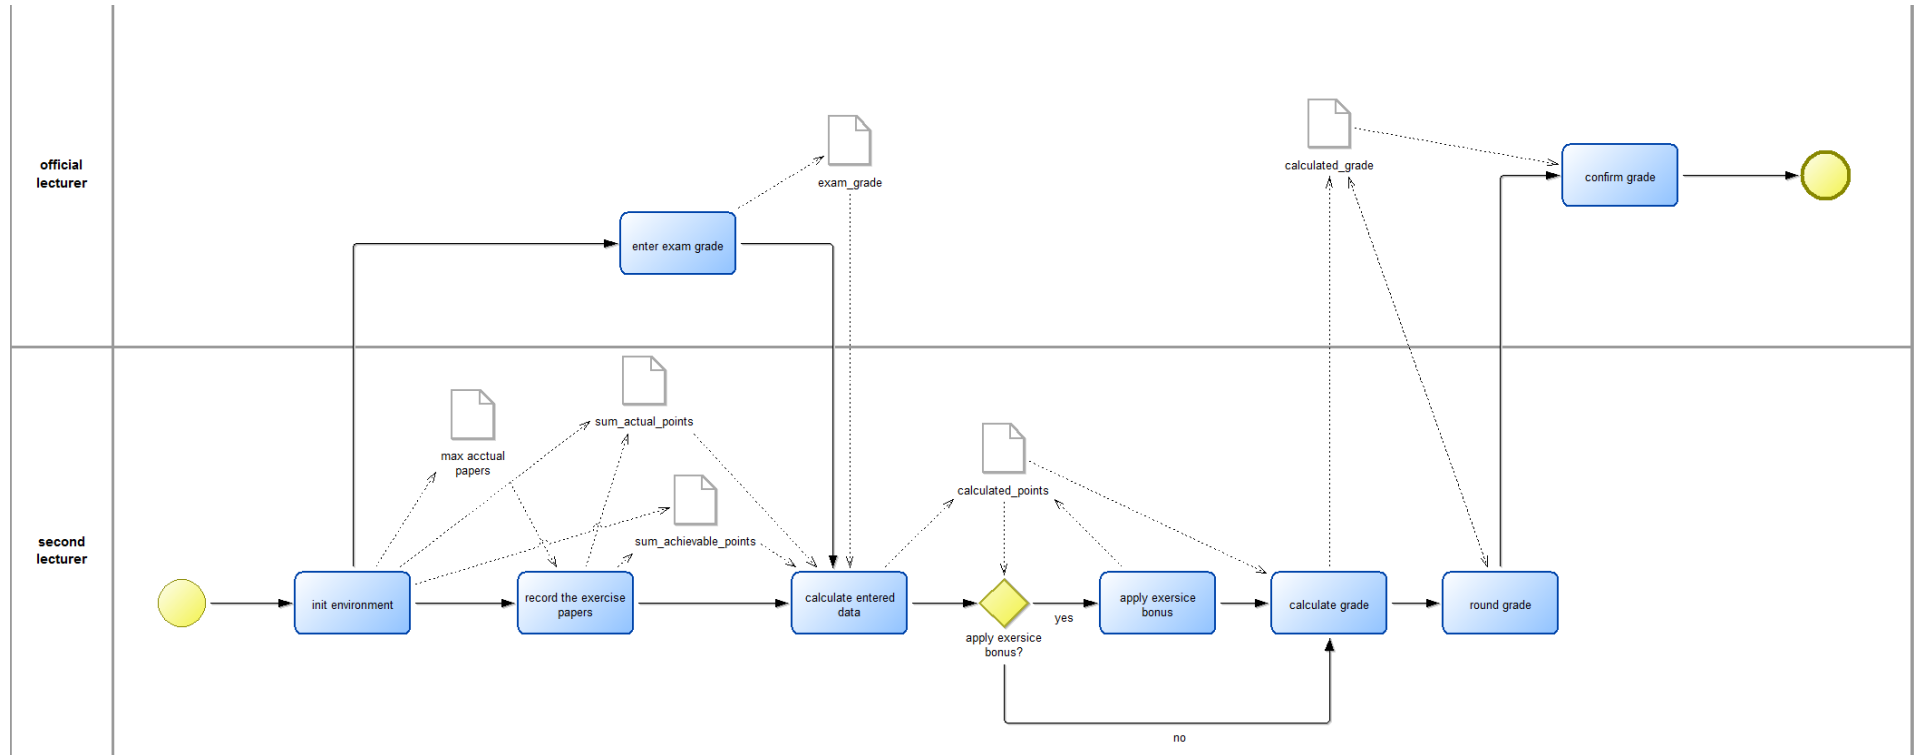 official
lecturer
exam_grade
calculated_grade
confirm grade
enter exam grade
second
lecturer
max acctual
papers
sum_actual_points
sum_achievable_points
calculated_points
init environment
record the exercise
papers
calculate entered
data
apply exersice
bonus?
yes
apply exersice
bonus
calculate grade
round grade
no